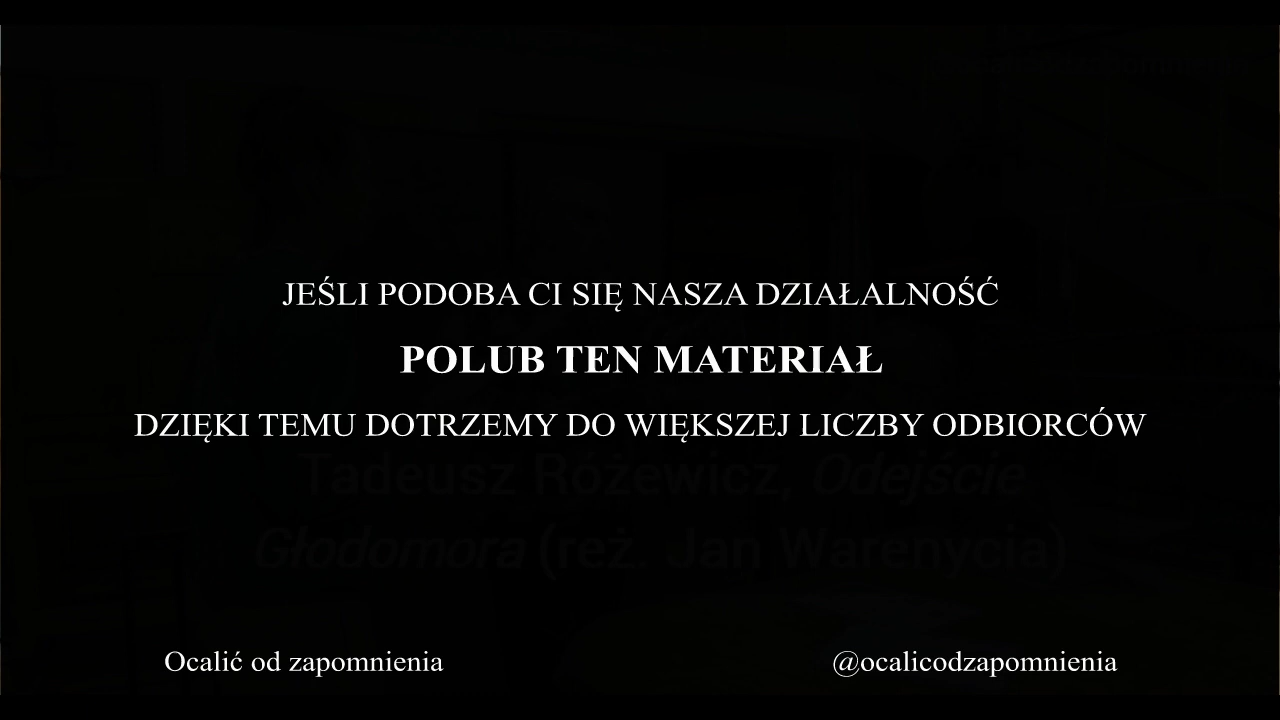 JEŚLI PODOBA CI SIĘ NASZA DZIAŁALNOŚĆ
POLUB TEN MATERIAŁ
DZIĘKI TEMU DOTRZEMY DO WIĘKSZEJ LICZBY ODBIORCÓW
Tadeusz Różewicz, Odejście
Głodomora (reż. Jan Warenycia)
Ocalić od zapomnienia @ocalicodzapomnienia